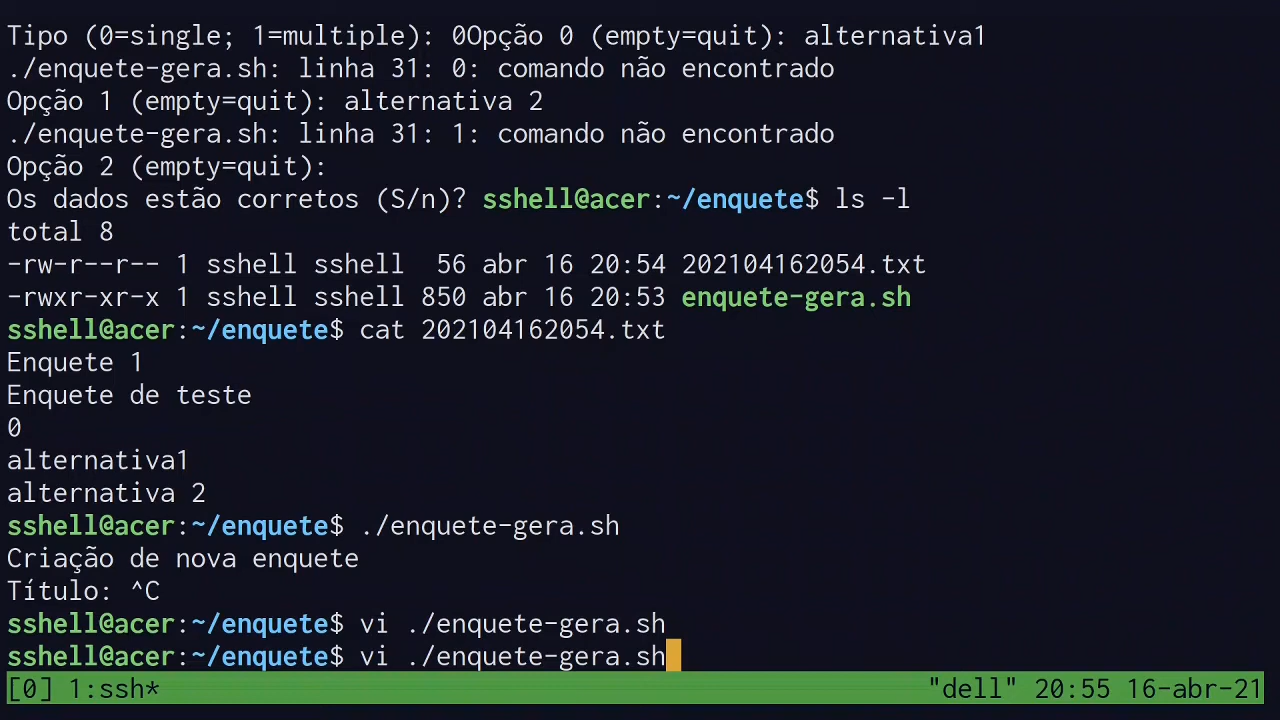 Tipo (0=single; 1=multiple): 0Opção 0 (empty=quit): alternativa1
./enquete-gera.sh: linha 31: 0: comando não encontrado
Opção 1 (empty=quit): alternativa 2
./enquete-gera.sh: linha 31: 1: comando não encontrado
Opção 2 (empty=quit):
Os dados estão corretos (S/n)? sshell@acer:~/enquete$ ls -l
total 8
-rw-r--r-- 1 sshell sshell  56 abr 16 20:54 202104162054.txt
-rwxr-xr-x 1 sshell sshell 850 abr 16 20:53 enquete-gera.sh
sshell@acer:~/enquete$ cat 202104162054.txt
Enquete 1
Enquete de teste
0
alternativa1
alternativa 2
sshell@acer:~/enquete$ ./enquete-gera.sh
Criação de nova enquete
Título: ^C
sshell@acer:~/enquete$ vi ./enquete-gera.sh
sshell@acer:~/enquete$ vi ./enquete-gera.sh
[0] 1:ssh* "dell" 20:55 16-abr-21